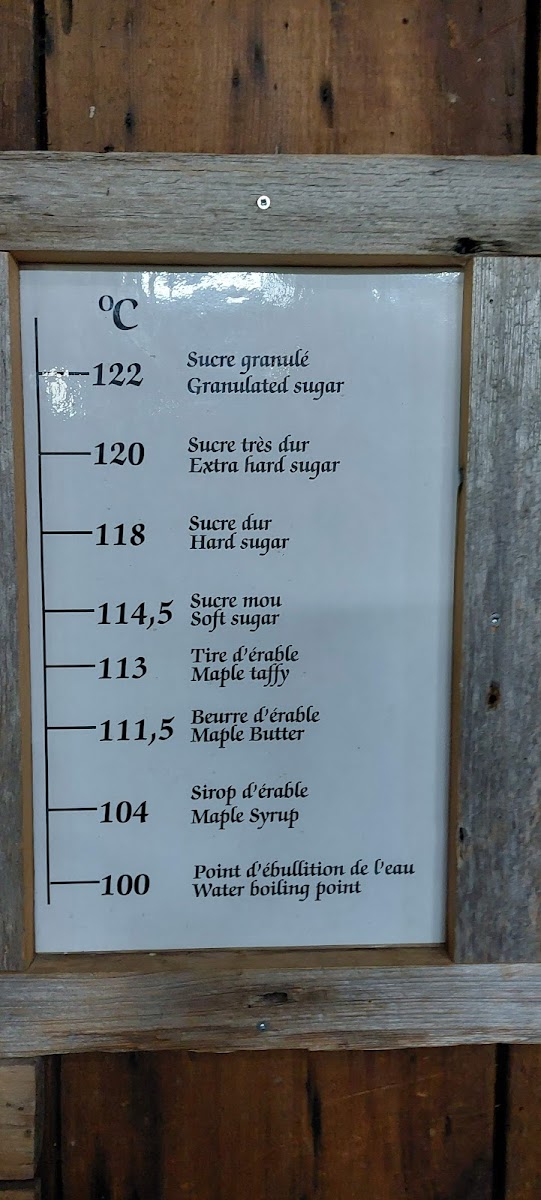 °C
122 Sucre granulé
Granulated sugar
120 Sucre très dur
Extra hard sugar
118 Sucre dur
Hard sugar
114,5 Sucre mou
Soft sugar
113 Tire d'érable
Maple taffy
111,5 Beurre d'érable
Maple Butter
104 Sirop d'érable
Maple Syrup
100 Point d'ébullition de l'eau
Water boiling point